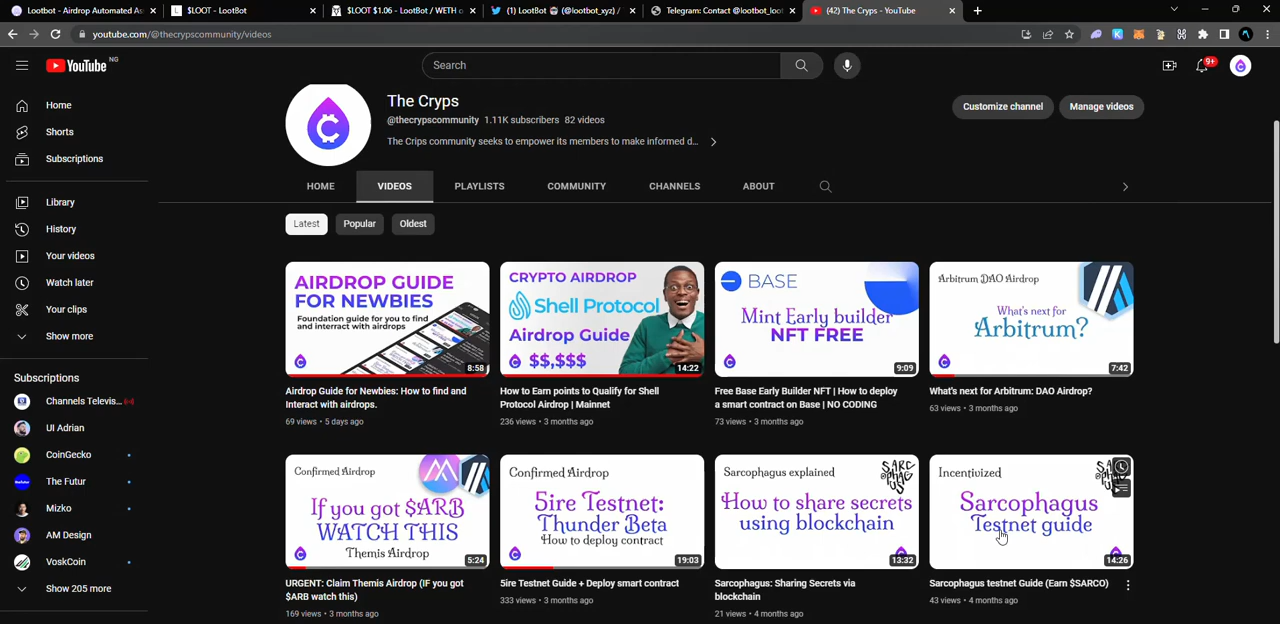 Lootbot - Airdrop Automated As
$LOOT - LootBot
$LOOT $1.06 - LootBot / WETH o
(1) LootBot (@lootbot_xyz) /
Telegram: Contact @lootbot_loot
(42) The Cryps - YouTube
youtube.com/@thecrypscommunity/videos
YouTube NG
Search
9+
Home
Shorts
Subscriptions
Library
History
Your videos
Watch later
Your clips
Show more
Subscriptions
Channels Televis...
UI Adrian
CoinGecko
The Futur
Mizko
AM Design
VoskCoin
Show 205 more
The Cryps
@thecrypscommunity 1.11K subscribers 82 videos
The Crips community seeks to empower its members to make informed d...
Customize channel
Manage videos
HOME
VIDEOS
PLAYLISTS
COMMUNITY
CHANNELS
ABOUT
Latest
Popular
Oldest
AIRDROP GUIDE
FOR NEWBIES
Foundation guide for you to find
and interract with airdrops
8:58
Airdrop Guide for Newbies: How to find and
Interact with airdrops.
69 views • 5 days ago
CRYPTO AIRDROP
Shell Protocol
Airdrop Guide
$$,$$$
14:22
How to Earn points to Qualify for Shell
Protocol Airdrop | Mainnet
236 views • 3 months ago
BASE
Mint Early builder
NFT FREE
9:09
Free Base Early Builder NFT | How to deploy
a smart contract on Base | NO CODING
73 views • 3 months ago
Arbitrum DAO Airdrop
What's next for
Arbitrum?
7:42
What's next for Arbitrum: DAO Airdrop?
63 views • 3 months ago
Confirmed Airdrop
If you got $ARB
WATCH THIS
Themis Airdrop
5:24
URGENT: Claim Themis Airdrop (IF you got
$ARB watch this)
169 views • 3 months ago
Confirmed Airdrop
5ire Testnet:
Thunder Beta
How to deploy contract
19:03
5ire Testnet Guide + Deploy smart contract
333 views • 3 months ago
Sarcophagus explained
SARC
OPHAG
US
How to share secrets
using blockchain
13:32
Sarcophagus: Sharing Secrets via
blockchain
21 views • 4 months ago
Incentivized
Sarcophagus
Testnet guide
14:26
Sarcophagus testnet Guide (Earn $SARCO)
43 views • 4 months ago